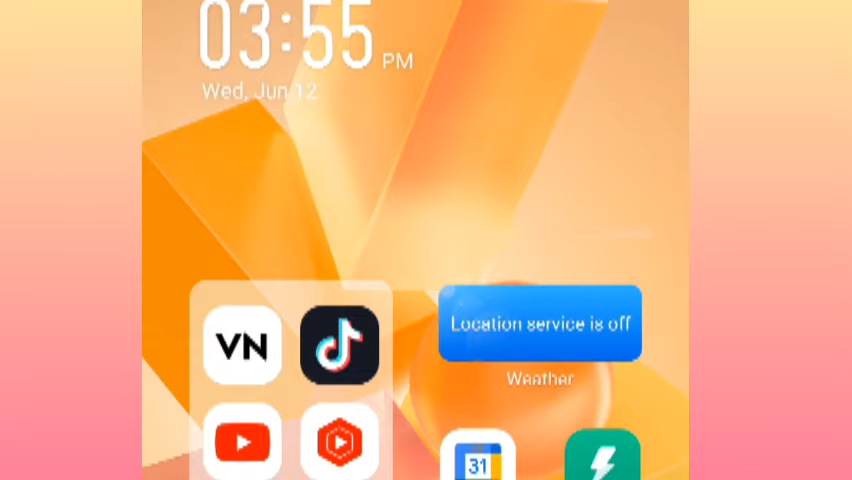 03:55 PM
Wed, Jun 12
VN
Location service is off
Weather
31